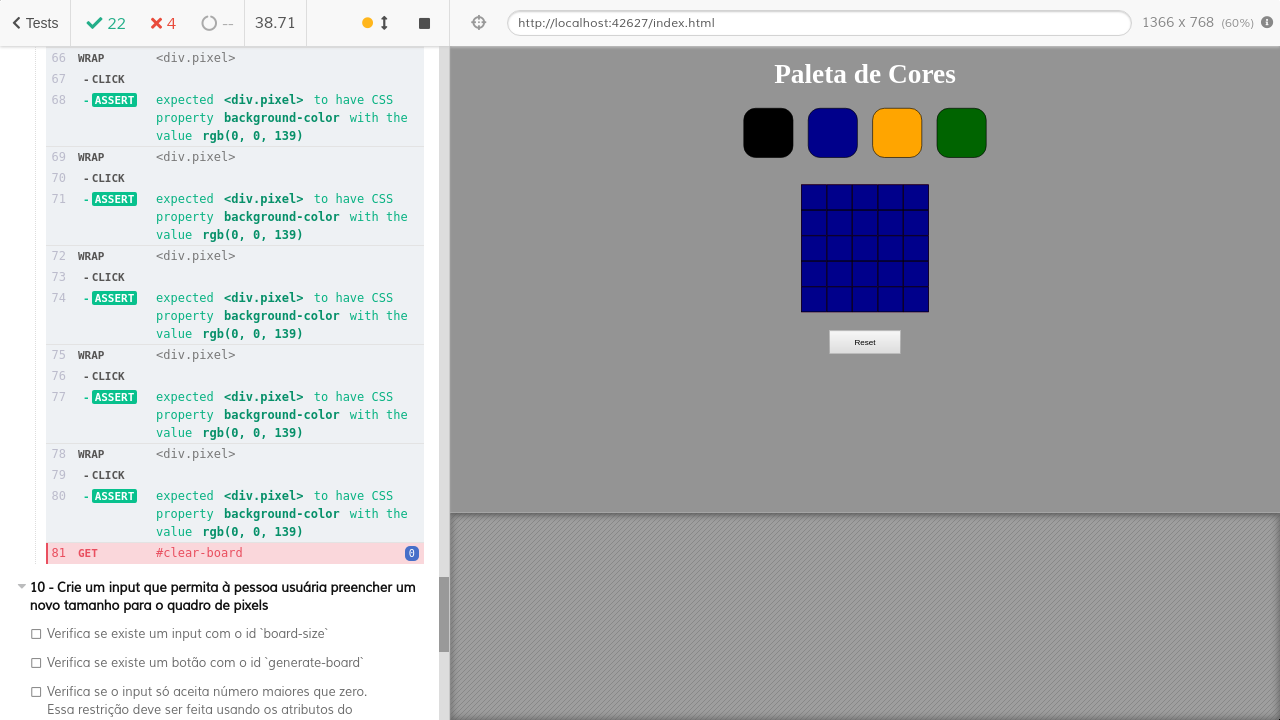 Tests 22 4 -- 38.71 http://localhost:42627/index.html 1366 x 768 (60%)
66 WRAP <div.pixel>
67 -CLICK
68 -ASSERT expected <div.pixel> to have CSS
property background-color with the
value rgb(0, 0, 139)
69 WRAP <div.pixel>
70 -CLICK
71 -ASSERT expected <div.pixel> to have CSS
property background-color with the
value rgb(0, 0, 139)
72 WRAP <div.pixel>
73 -CLICK
74 -ASSERT expected <div.pixel> to have CSS
property background-color with the
value rgb(0, 0, 139)
75 WRAP <div.pixel>
76 -CLICK
77 -ASSERT expected <div.pixel> to have CSS
property background-color with the
value rgb(0, 0, 139)
78 WRAP <div.pixel>
79 -CLICK
80 -ASSERT expected <div.pixel> to have CSS
property background-color with the
value rgb(0, 0, 139)
81 GET #clear-board 0
10 - Crie um input que permita à pessoa usuária preencher um
novo tamanho para o quadro de pixels
Verifica se existe um input com o id `board-size`
Verifica se existe um botão com o id `generate-board`
Verifica se o input só aceita número maiores que zero.
Essa restrição deve ser feita usando os atributos do
Paleta de Cores
Reset